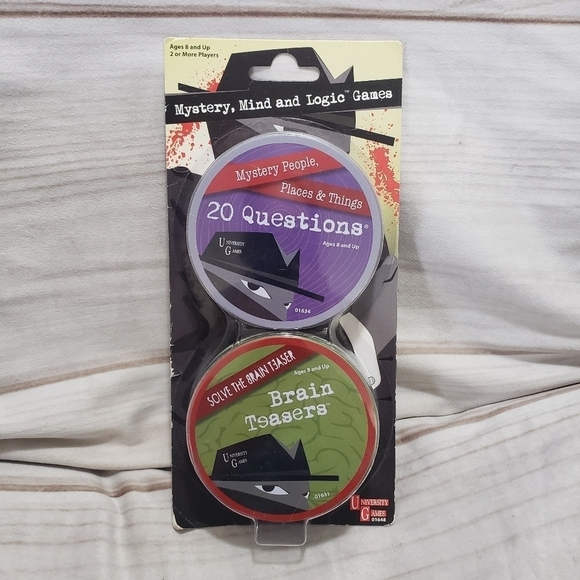 Ages 8 and Up
2 or More Players
Mystery, Mind and Logic™ Games
Mystery People,
Places & Things
20 Questions®
Ages 8 and Up
UNIVERSITY
GAMES
01634
SOLVE THE BRAIN T3ASER
Ages 8 and Up
Brain
Teasers™
UNIVERSITY
GAMES
01631
UNIVERSITY
GAMES
01648